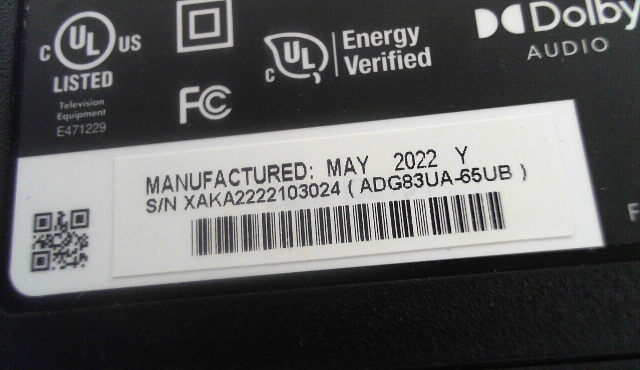 C UL US
LISTED
Television
Equipment
E471229
FC
C UL Energy
Verified
Dolby
AUDIO
MANUFACTURED: MAY 2022 Y
S/N XAKA2222103024 ( ADG83UA-65UB )
F